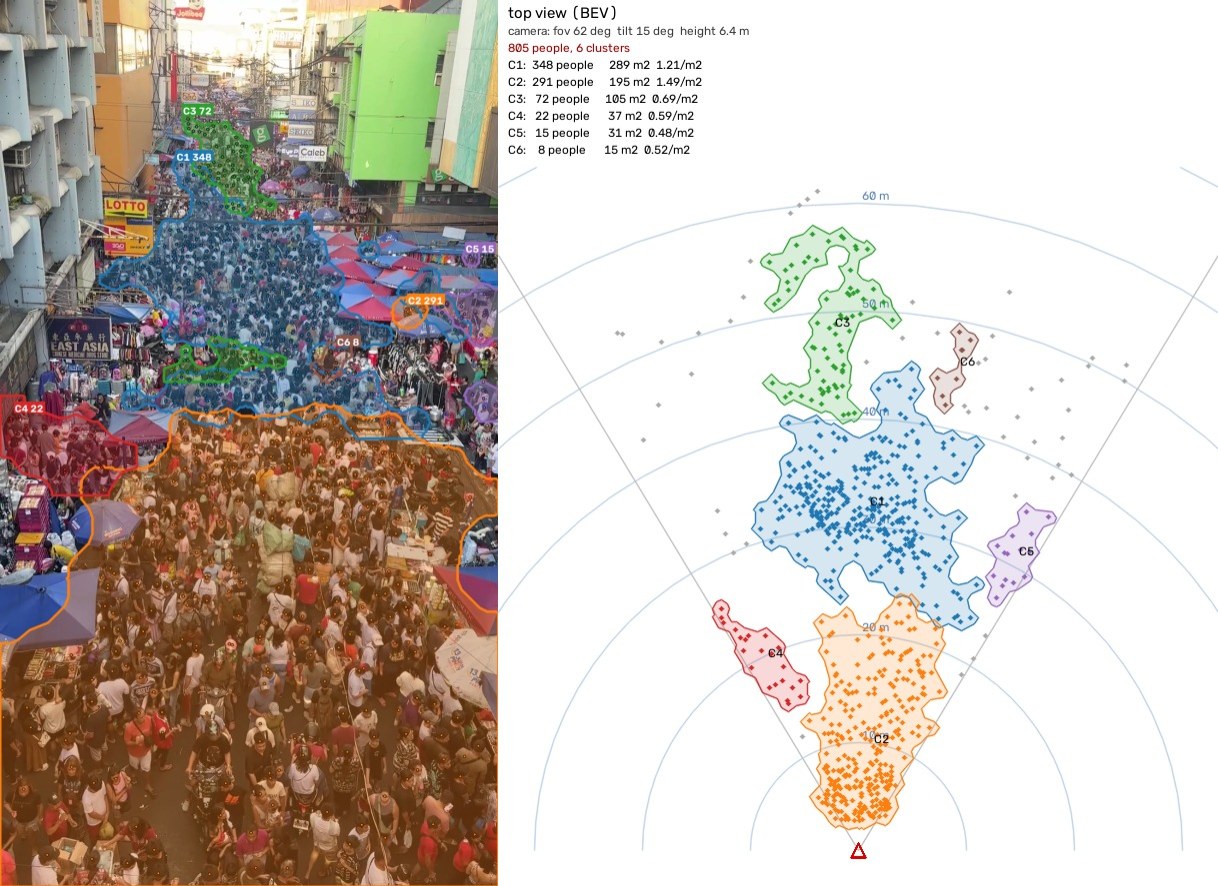 top view (BEV)
camera: fov 62 deg tilt 15 deg height 6.4 m
805 people, 6 clusters
C1: 348 people 289 m2 1.21/m2
C2: 291 people 195 m2 1.49/m2
C3: 72 people 105 m2 0.69/m2
C4: 22 people 37 m2 0.59/m2
C5: 15 people 31 m2 0.48/m2
C6: 8 people 15 m2 0.52/m2
Jollibee
C3 72
g
Caleb
C1 348
LOTTO
C5 15
C2 291
EAST ASIA
C6 8
C4 22
60 m
50 m
C3
C6
40 m
C1
C5
20 m
C4
10 m
C2